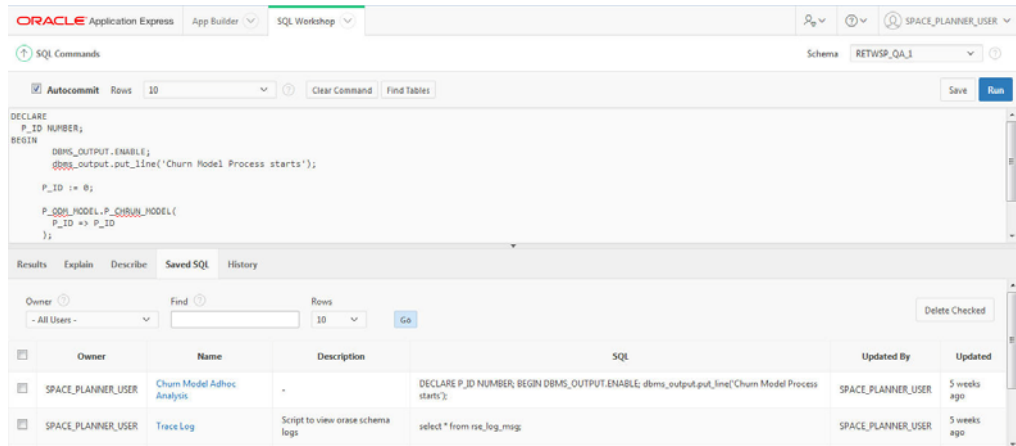 ORACLE Application Express App Builder SQL Workshop SPACE_PLANNER_USER
SQL Commands Schema RETWSP_QA_1
Autocommit Rows 10 Clear Command Find Tables Save Run
DECLARE
P_ID NUMBER;
BEGIN
DBMS_OUTPUT.ENABLE;
dbms_output.put_line('Churn Model Process starts');
P_ID := 0;
P_ODM_MODEL.P_CHRUN_MODEL(
P_ID => P_ID
);
Results Explain Describe Saved SQL History
Owner Find Rows
- All Users - 10 Go Delete Checked
Owner Name Description SQL Updated By Updated
SPACE_PLANNER_USER Churn Model Adhoc Analysis - DECLARE P_ID NUMBER; BEGIN DBMS_OUTPUT.ENABLE; dbms_output.put_line('Churn Model Process starts'); SPACE_PLANNER_USER 5 weeks ago
SPACE_PLANNER_USER Trace Log Script to view orase schema logs select * from rse_log_msg; SPACE_PLANNER_USER 5 weeks ago